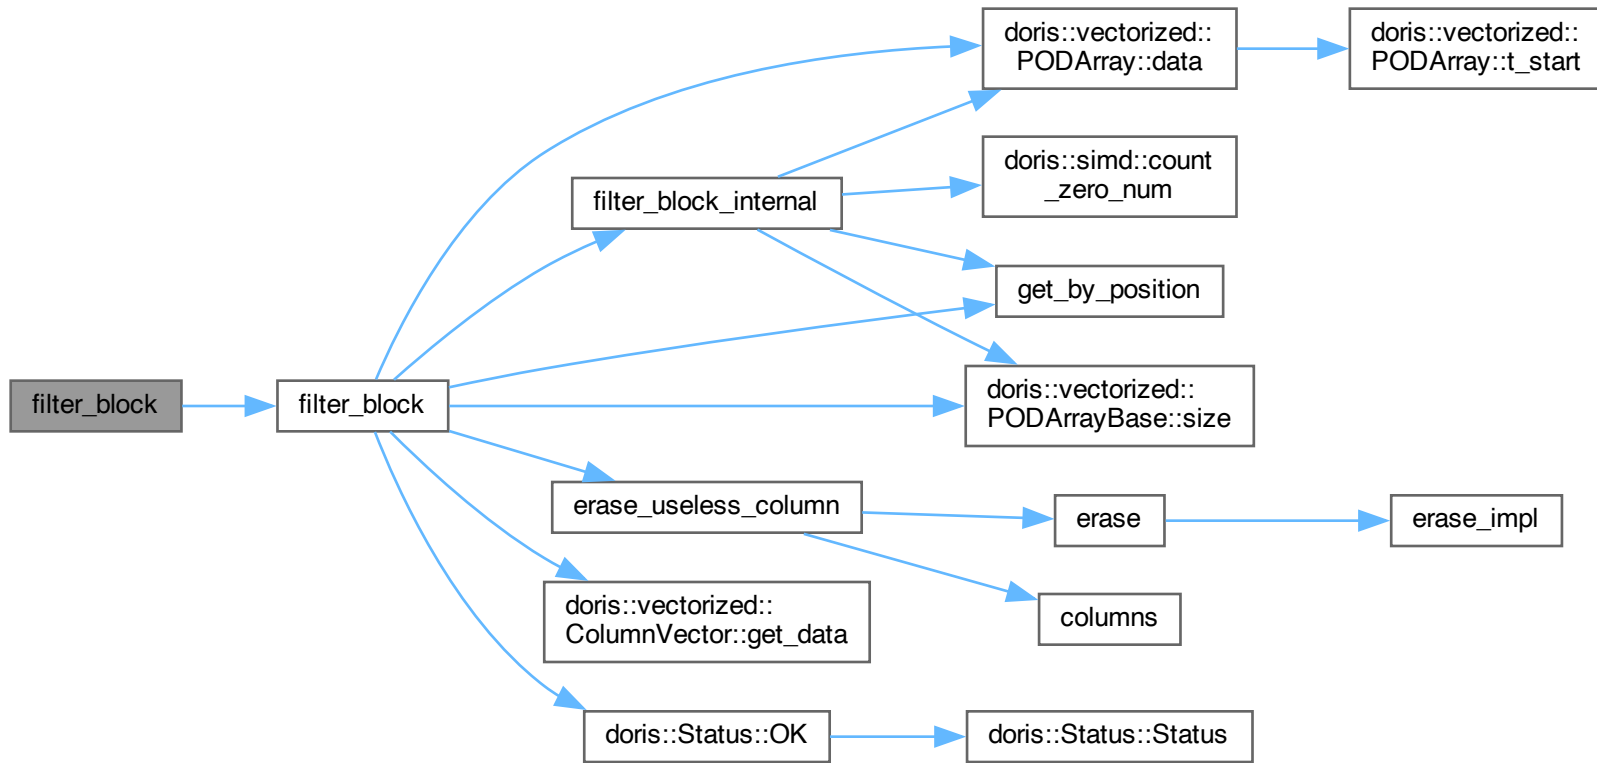 doris::vectorized::
PODArray::data
doris::vectorized::
PODArray::t_start
doris::simd::count
_zero_num
filter_block_internal
get_by_position
filter_block
filter_block
doris::vectorized::
PODArrayBase::size
erase_useless_column
erase
erase_impl
doris::vectorized::
ColumnVector::get_data
columns
doris::Status::OK
doris::Status::Status